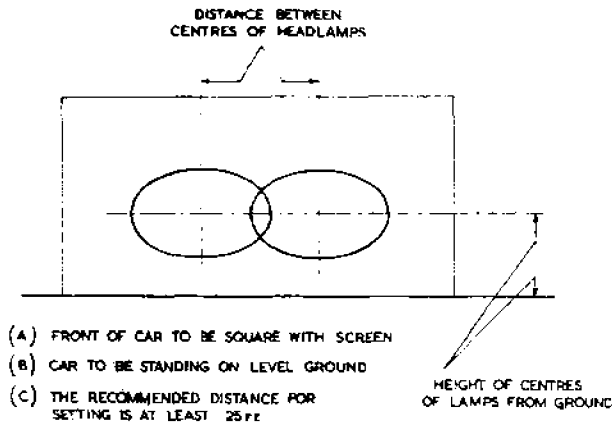 DISTANCE BETWEEN
CENTRES OF HEADLAMPS
(A) FRONT OF CAR TO BE SQUARE WITH SCREEN
(B) CAR TO BE STANDING ON LEVEL GROUND
(C) THE RECOMMENDED DISTANCE FOR
SETTING IS AT LEAST 25 FT
HEIGHT OF CENTRES
OF LAMPS FROM GROUND